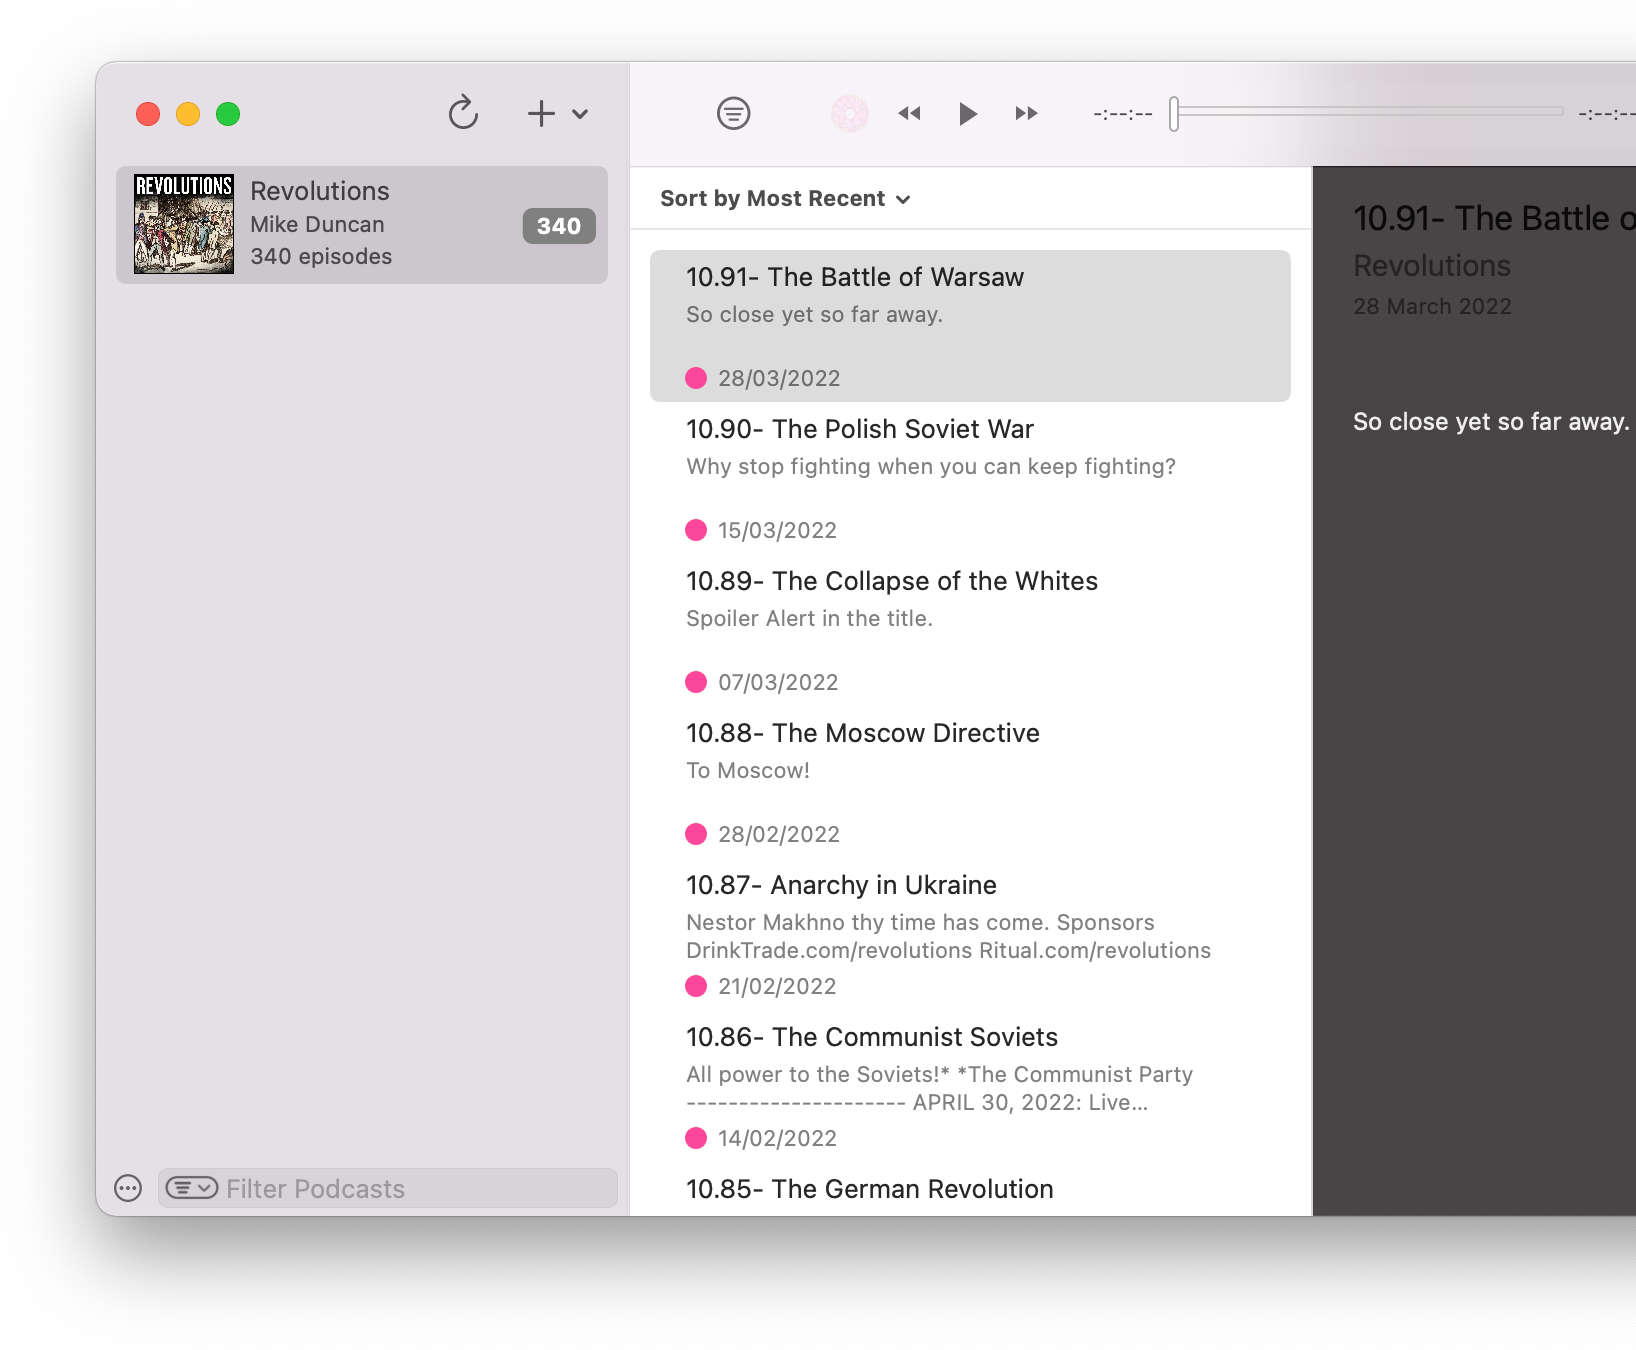 -:--:--
-:--:--
REVOLUTIONS
Revolutions
Mike Duncan
340 episodes
340
Filter Podcasts
Sort by Most Recent
10.91- The Battle of Warsaw
So close yet so far away.
28/03/2022
10.90- The Polish Soviet War
Why stop fighting when you can keep fighting?
15/03/2022
10.89- The Collapse of the Whites
Spoiler Alert in the title.
07/03/2022
10.88- The Moscow Directive
To Moscow!
28/02/2022
10.87- Anarchy in Ukraine
Nestor Makhno thy time has come. Sponsors
DrinkTrade.com/revolutions Ritual.com/revolutions
21/02/2022
10.86- The Communist Soviets
All power to the Soviets!* *The Communist Party
--------------------- APRIL 30, 2022: Live...
14/02/2022
10.85- The German Revolution
10.91- The Battle o
Revolutions
28 March 2022
So close yet so far away.